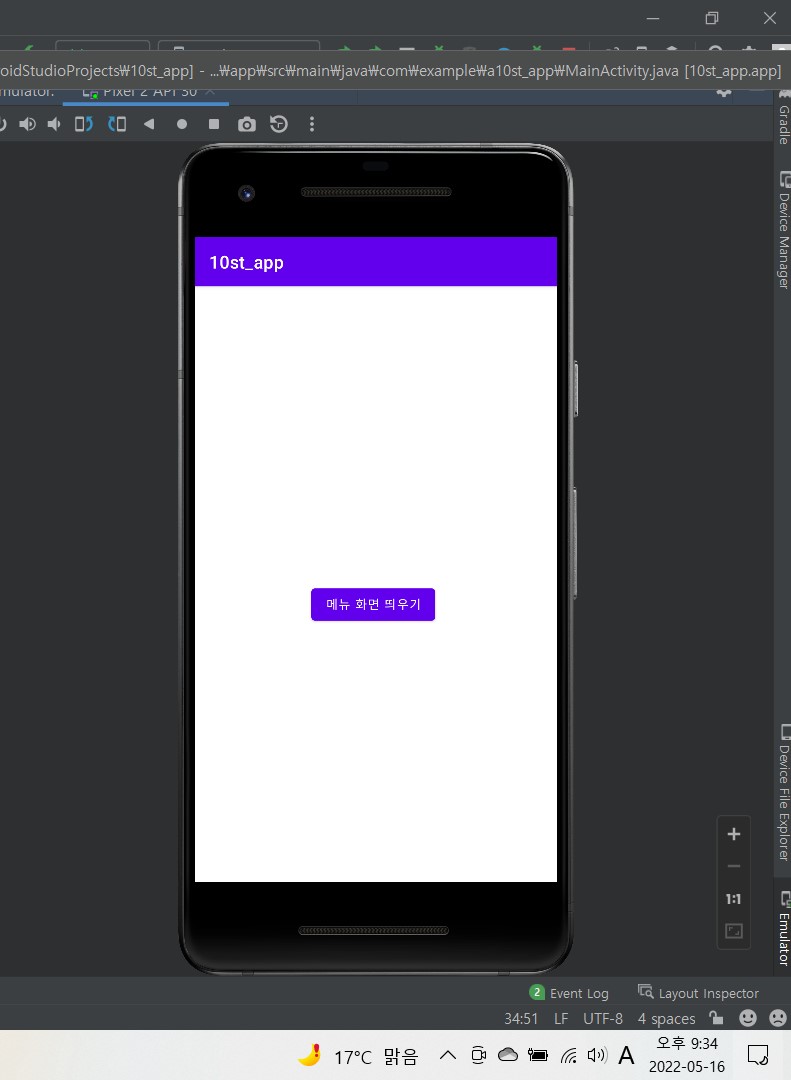 oidStudioProjects₩10st_app] - ...₩app₩src₩main₩java₩com₩example₩a10st_app₩MainActivity.java [10st_app.app]
mulator: Pixel 2 API 30
Gradle
Device Manager
10st_app
메뉴 화면 띄우기
Device File Explorer
1:1
Emulator
2 Event Log Layout Inspector
34:51 LF UTF-8 4 spaces
17°C 맑음 A 오후 9:34
2022-05-16